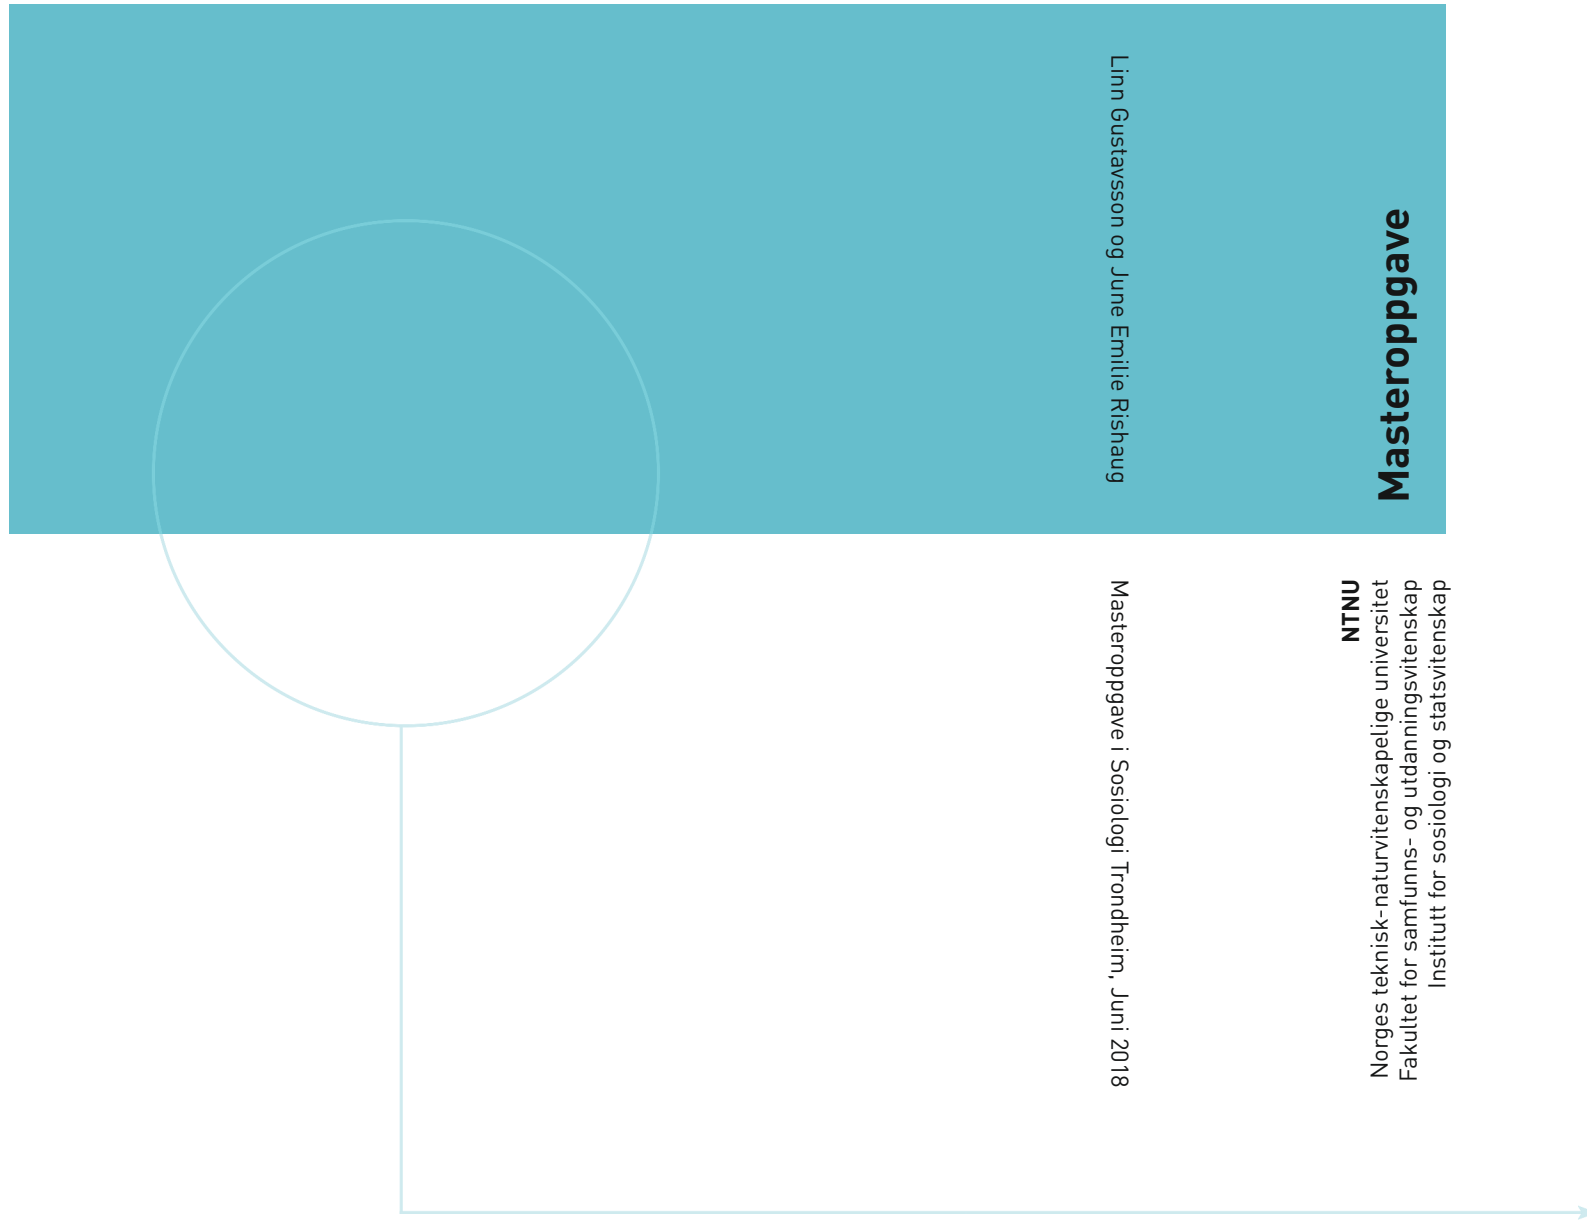 Linn Gustavsson og June Emilie Rishaug
Masteroppgave i Sosiologi Trondheim, Juni 2018
Masteroppgave
NTNU
Norges teknisk-naturvitenskapelige universitet
Fakultet for samfunns- og utdanningsvitenskap
Institutt for sosiologi og statsvitenskap